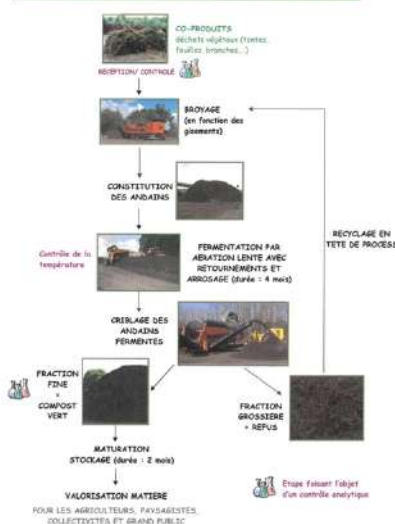 CO-PRODUITS
déchets végétaux (tontes,
feuilles, branches,...)
RECEPTION/ CONTROLE
BROYAGE
(en fonction des
gisements)
CONSTITUTION
DES ANDAINS
RECYCLAGE EN
TETE DE PROCESS
Contrôle de la
température
FERMENTATION PAR
AERATION LENTE AVEC
RETOURNEMENTS ET
ARROSAGE (durée : 4 mois)
CRIBLAGE DES
ANDAINS
FERMENTES
FRACTION
FINE
=
COMPOST
VERT
FRACTION
GROSSIERE
= REFUS
MATURATION
STOCKAGE (durée : 2 mois)
Etape faisant l'objet
d'un contrôle analytique
VALORISATION MATIERE
POUR LES AGRICULTEURS, PAYSAGISTES,
COLLECTIVITES ET GRAND PUBLIC